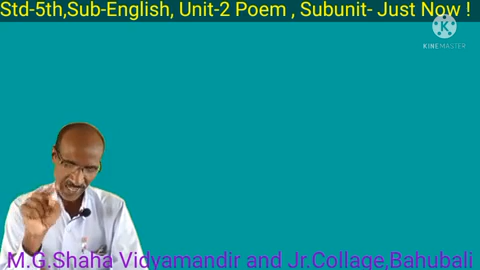 Std-5th,Sub-English, Unit-2 Poem , Subunit- Just Now !
KINEMASTER
M.G.Shaha Vidyamandir and Jr.Collage,Bahubali